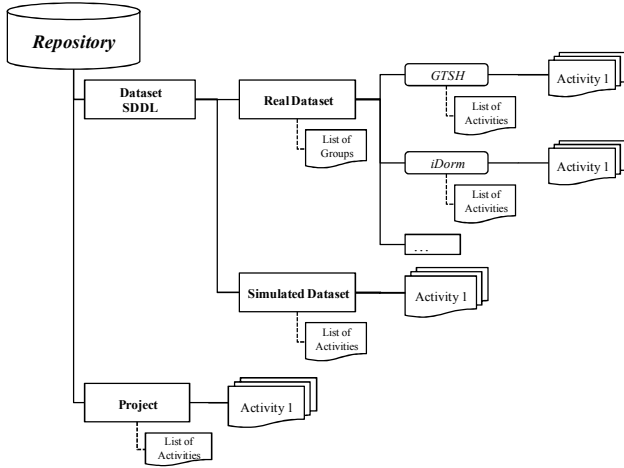 Repository
Dataset
SDDL
Real Dataset
List of
Groups
GTSH
List of
Activities
Activity 1
iDorm
List of
Activities
Activity 1
...
Simulated Dataset
List of
Activities
Activity 1
Project
List of
Activities
Activity 1